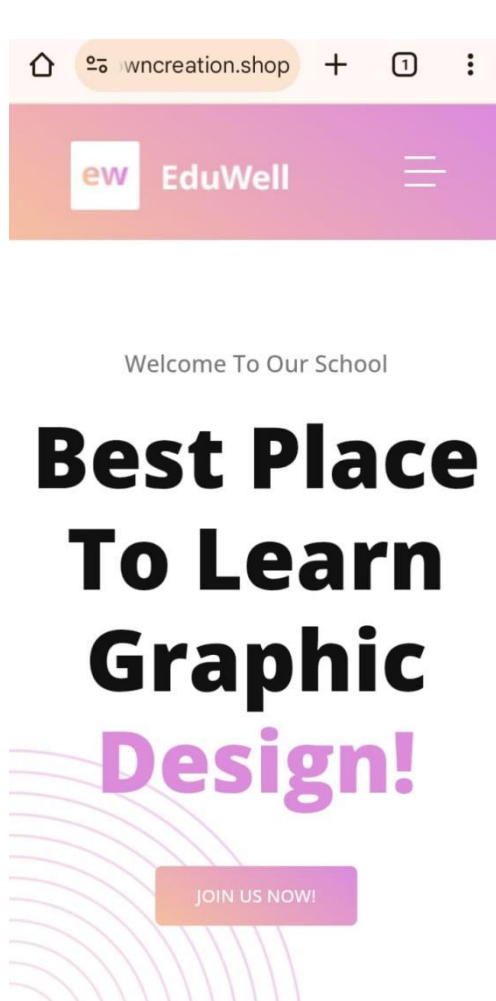 wncreation.shop
1
ew EduWell
Welcome To Our School
Best Place
To Learn
Graphic
Design!
JOIN US NOW!